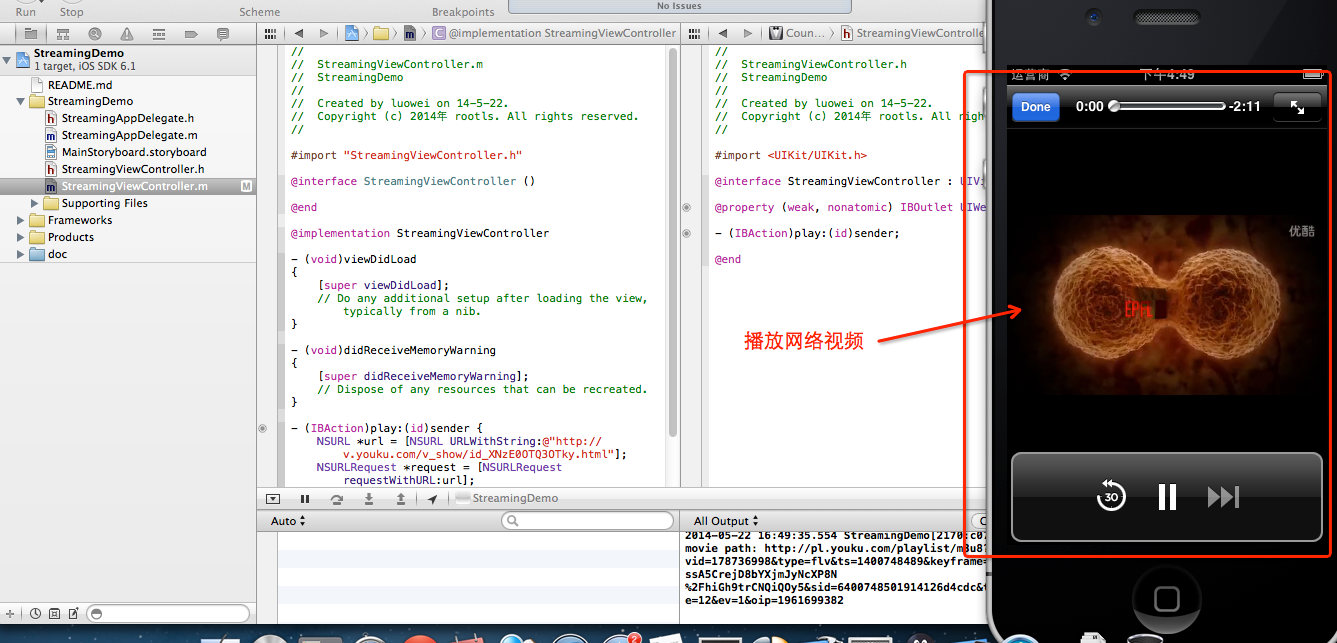 Run Stop Scheme Breakpoints
No Issues
StreamingDemo
1 target, iOS SDK 6.1
README.md
StreamingDemo
StreamingAppDelegate.h
StreamingAppDelegate.m
MainStoryboard.storyboard
StreamingViewController.h
StreamingViewController.m M
Supporting Files
Frameworks
Products
doc
@implementation StreamingViewController
//
//  StreamingViewController.m
//  StreamingDemo
//
//  Created by luowei on 14-5-22.
//  Copyright (c) 2014年 rootls. All rights reserved.
//
#import "StreamingViewController.h"
@interface StreamingViewController ()
@end
@implementation StreamingViewController
- (void)viewDidLoad
{
[super viewDidLoad];
// Do any additional setup after loading the view,
typically from a nib.
}
- (void)didReceiveMemoryWarning
{
[super didReceiveMemoryWarning];
// Dispose of any resources that can be recreated.
}
- (IBAction)play:(id)sender {
NSURL *url = [NSURL URLWithString:@"http://
v.youku.com/v_show/id_XNzE0OTQ3OTky.html"];
NSURLRequest *request = [NSURLRequest
requestWithURL:url];
Coun... StreamingViewControlle
//
//  StreamingViewController.h
//  StreamingDemo
//
//  Created by luowei on 14-5-22.
//  Copyright (c) 2014年 rootls. All righ
//
#import <UIKit/UIKit.h>
@interface StreamingViewController : UIVi
@property (weak, nonatomic) IBOutlet UIWe
- (IBAction)play:(id)sender;
@end
播放网络视频
StreamingDemo
Auto
All Output
C
2014-05-22 16:49:35.554 StreamingDemo[2170:c07
movie path: http://pl.youku.com/playlist/m3u8?
vid=178736998&type=flv&ts=1400748489&keyframe=
ssA5CrejD8bYXjmJyNcXP8N
%2FhiGh9trCNQiQOy5&sid=6400748501914126d4cdc&t
e=12&ev=1&oip=1961699382
运营商 下午4:49
Done 0:00 -2:11
优酷
30
2